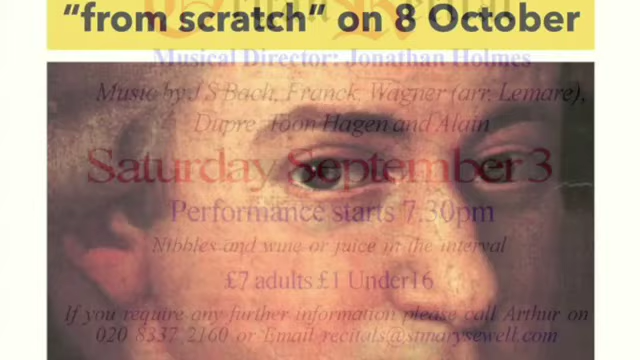 “from scratch” on 8 October
Musical Director: Jonathan Holmes
Music by J S Bach, Franck, Wagner (arr. Lemare),
Dupre, Toon Hagen and Alain
Saturday September 3
Performance starts 7.30pm
Nibbles and wine or juice in the interval
£7 adults £1 Under16
If you require any further information please call Arthur on
020 8337 2160 or Email recitals@stmarysewell.com